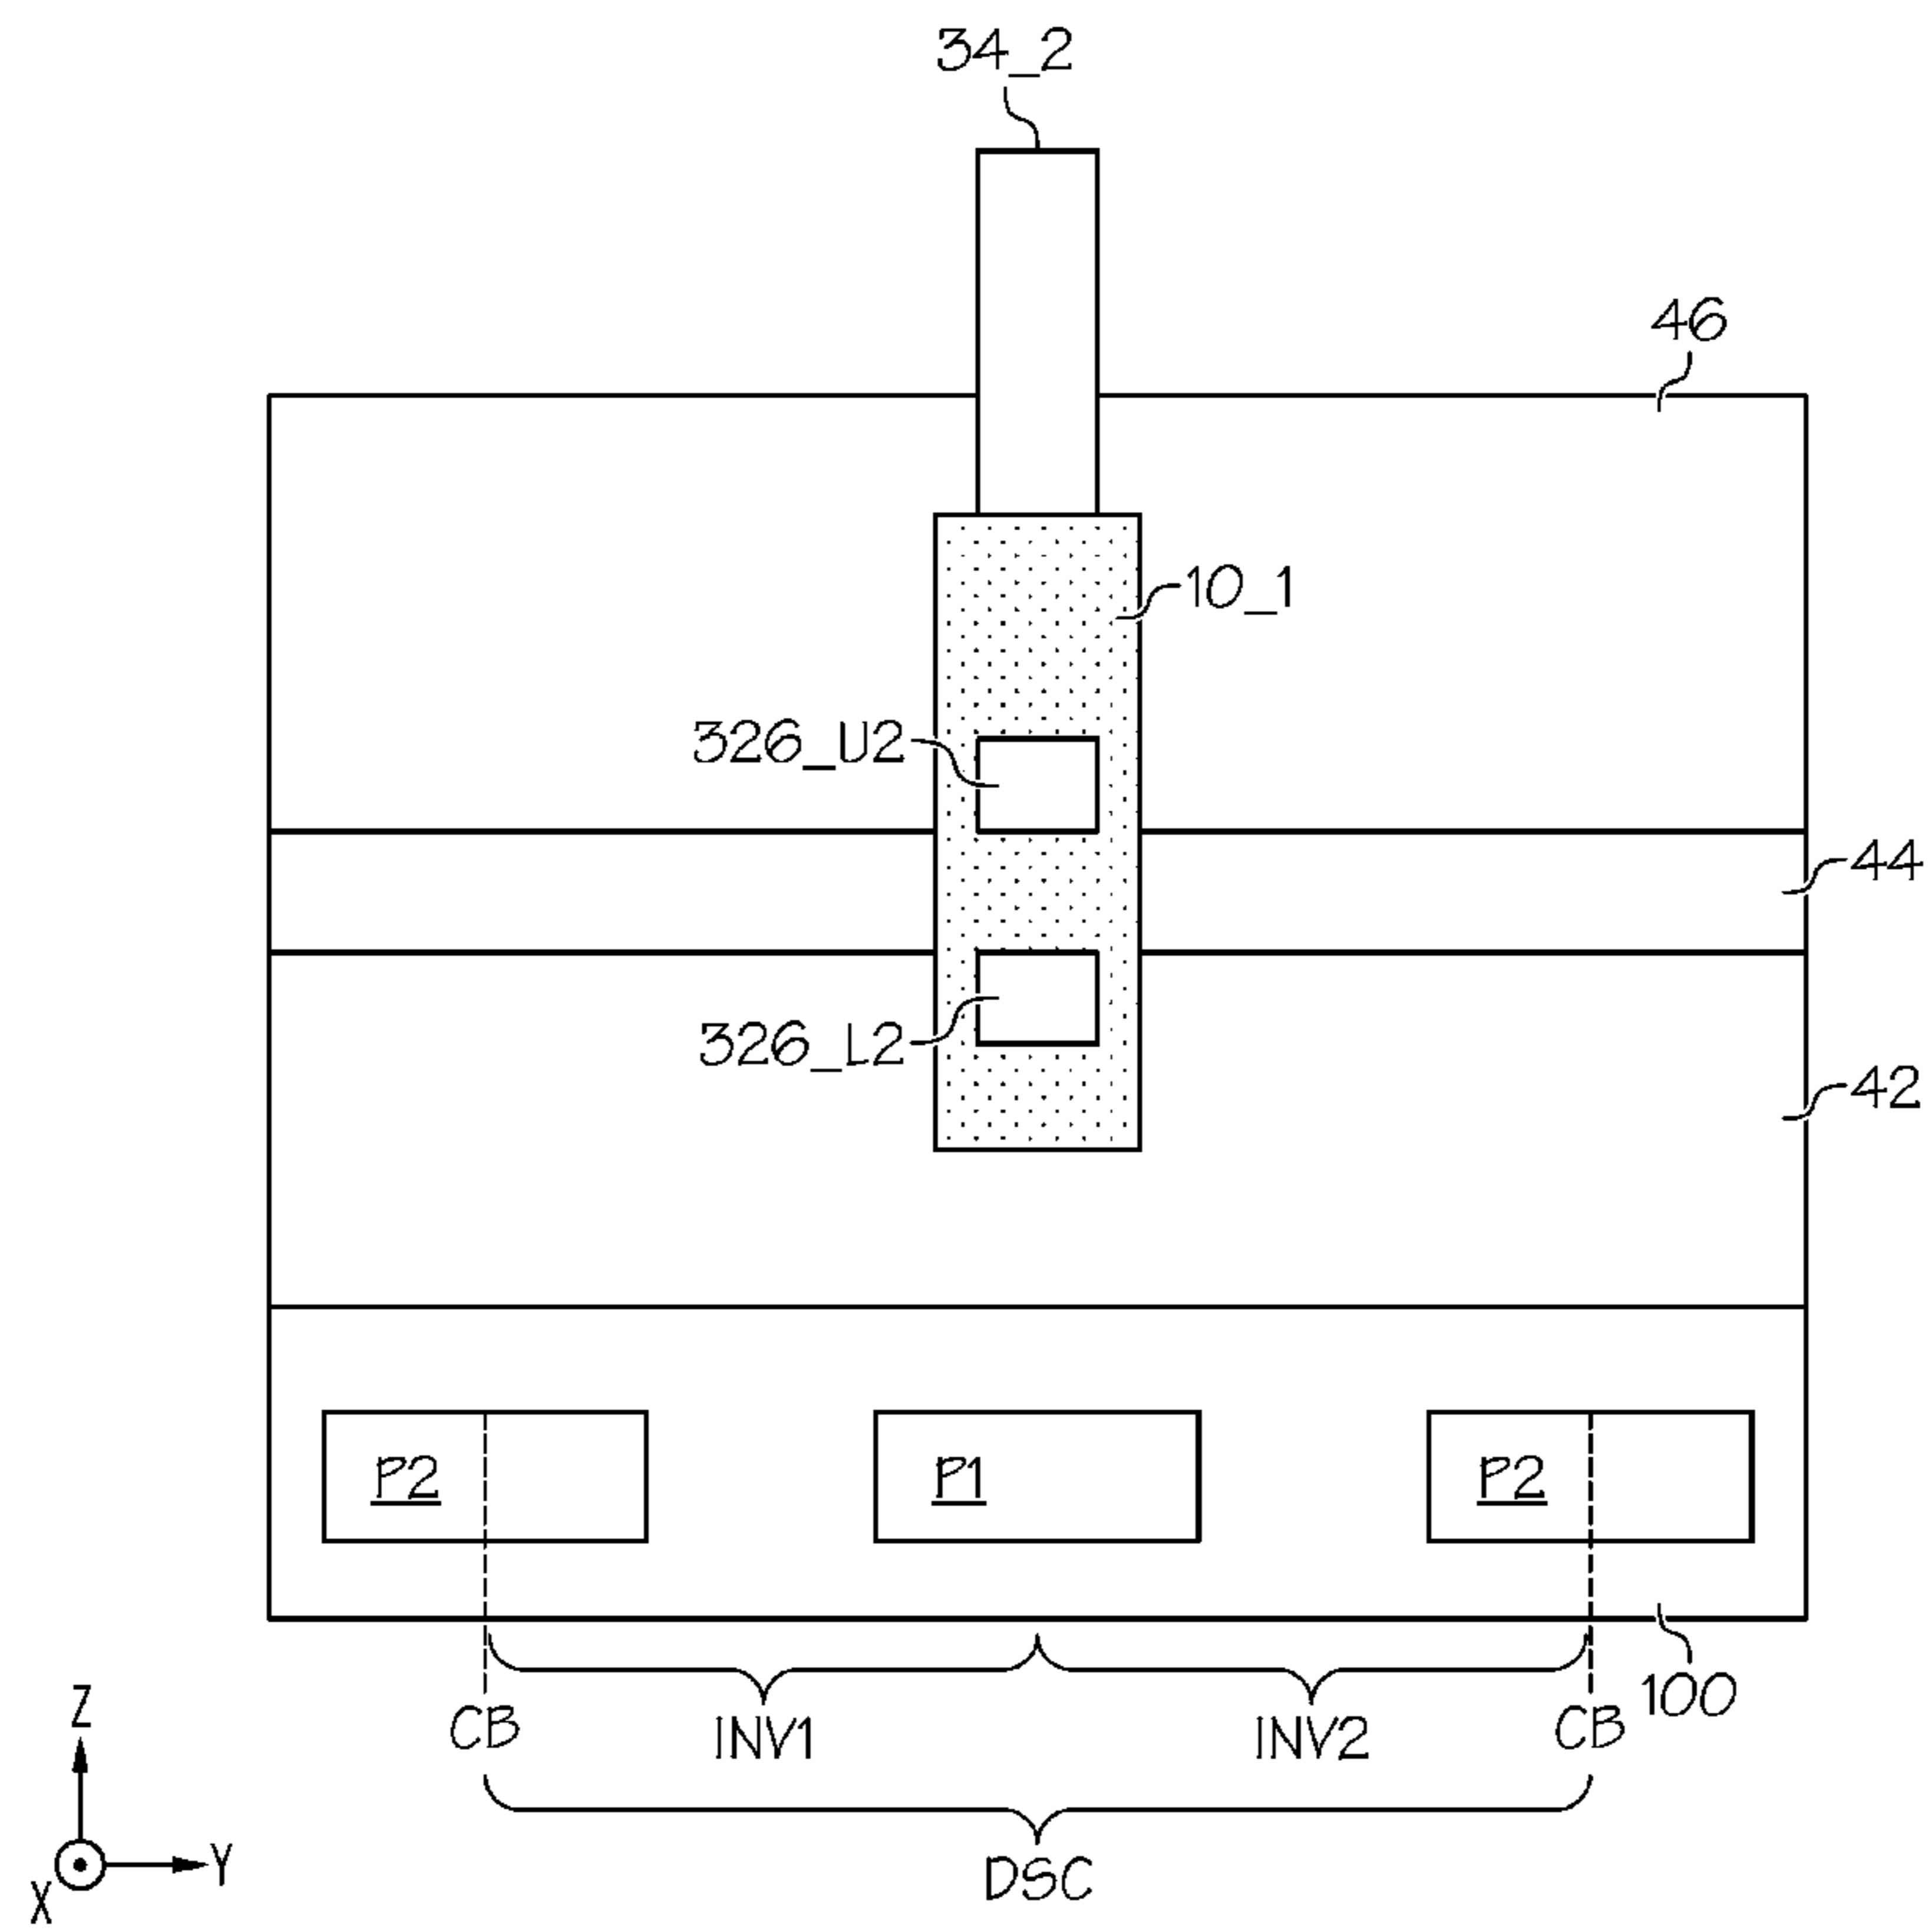 34_2
46
10_1
326_U2
44
326_L2
42
P2
P1
P2
100
CB
INV1
INV2
CB
DSC
Z
Y
X